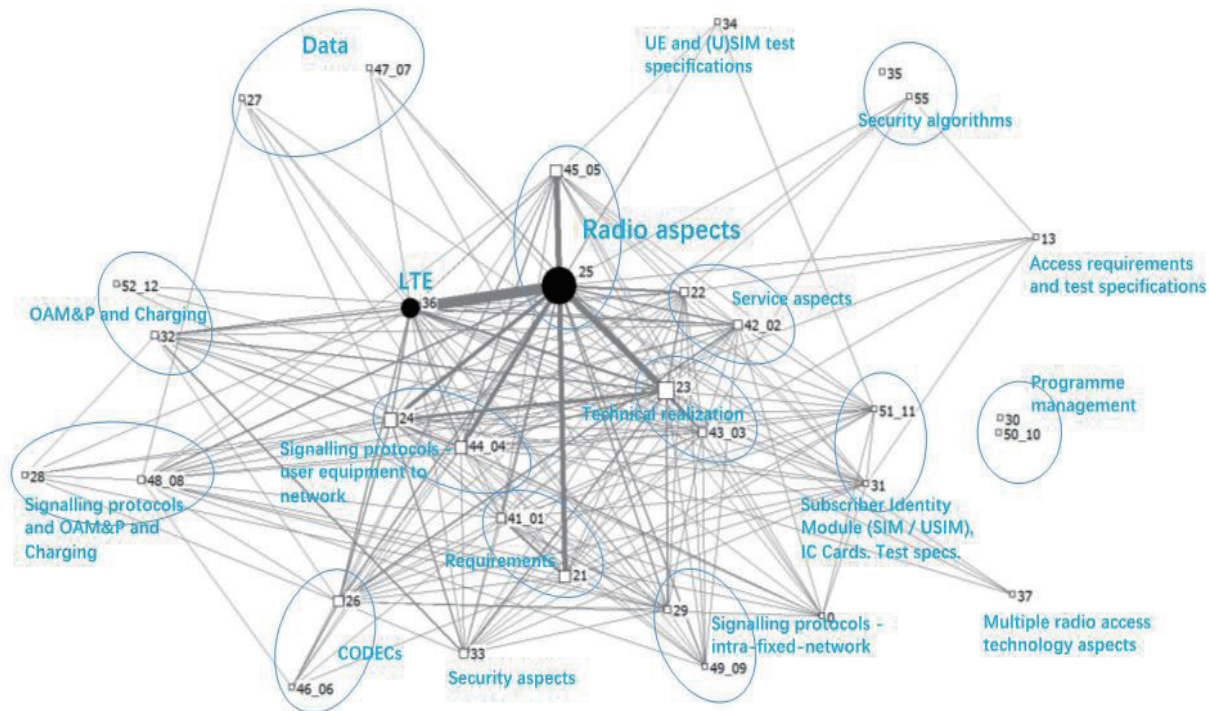 34
UE and (U)SIM test
specifications
Data
47_07
27
35
55
Security algorithms
45_05
Radio aspects
25
13
Access requirements
and test specifications
LTE
36
52_12
OAM&P and Charging
32
22
Service aspects
42_02
23
Technical realization
43_03
24
44_04
Signalling protocols -
user equipment to
network
51_11
31
Subscriber Identity
Module (SIM / USIM),
IC Cards. Test specs.
Programme
management
30
50_10
28
48_08
Signalling protocols
and OAM&P and
Charging
41_01
Requirements
21
26
CODECs
46_06
33
Security aspects
29
0
Signalling protocols -
intra-fixed-network
49_09
37
Multiple radio access
technology aspects